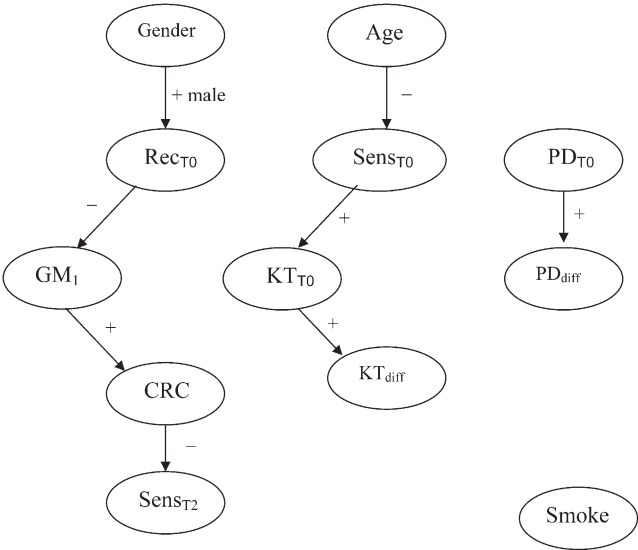 Gender
Age
+ male
−
Rec_T0
Sens_T0
PD_T0
−
+
+
GM_1
KT_T0
PD_diff
+
+
CRC
KT_diff
−
Sens_T2
Smoke